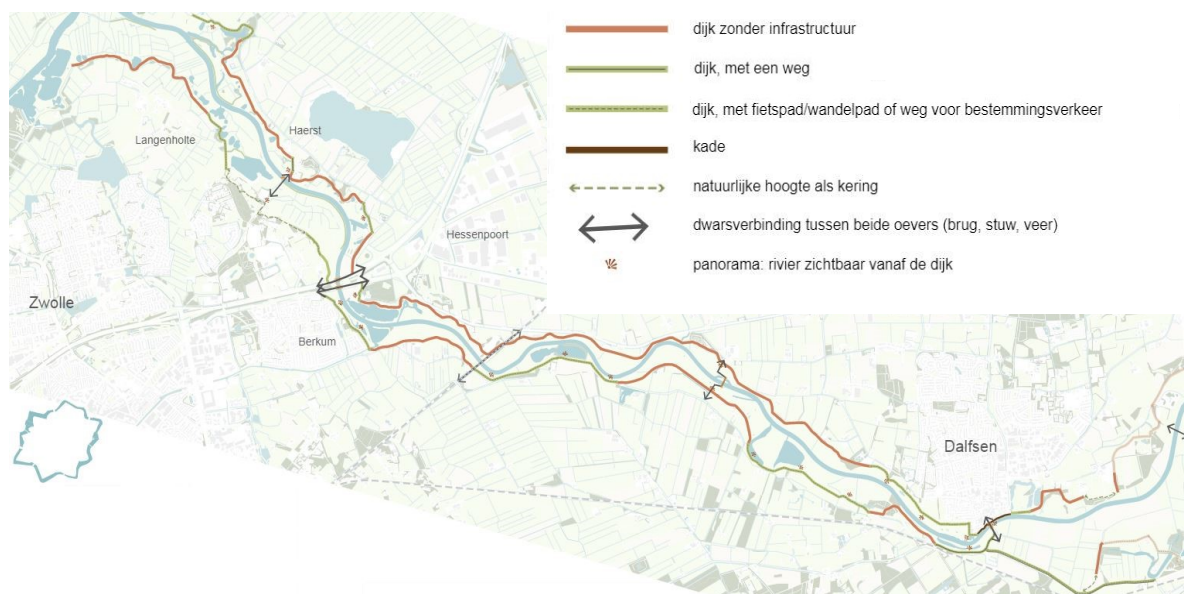 dijk zonder infrastructuur
dijk, met een weg
dijk, met fietspad/wandelpad of weg voor bestemmingsverkeer
kade
natuurlijke hoogte als kering
dwarsverbinding tussen beide oevers (brug, stuw, veer)
panorama: rivier zichtbaar vanaf de dijk
Langenholte
Haerst
Hessenpoort
Zwolle
Berkum
Dalfsen